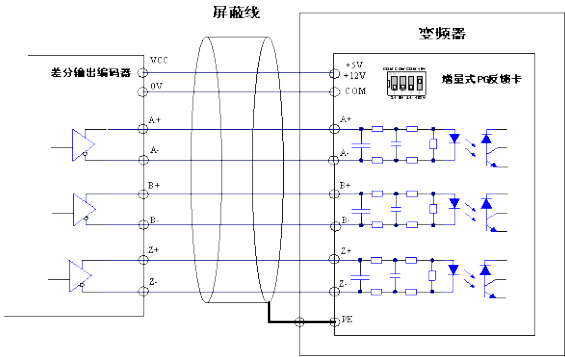 屏蔽线
变频器
差分输出编码器
VCC
+5V
+12V
增量式PG反馈卡
0V
COM
A+
A+
A-
A-
B+
B+
B-
B-
Z+
Z+
Z-
Z-
PE